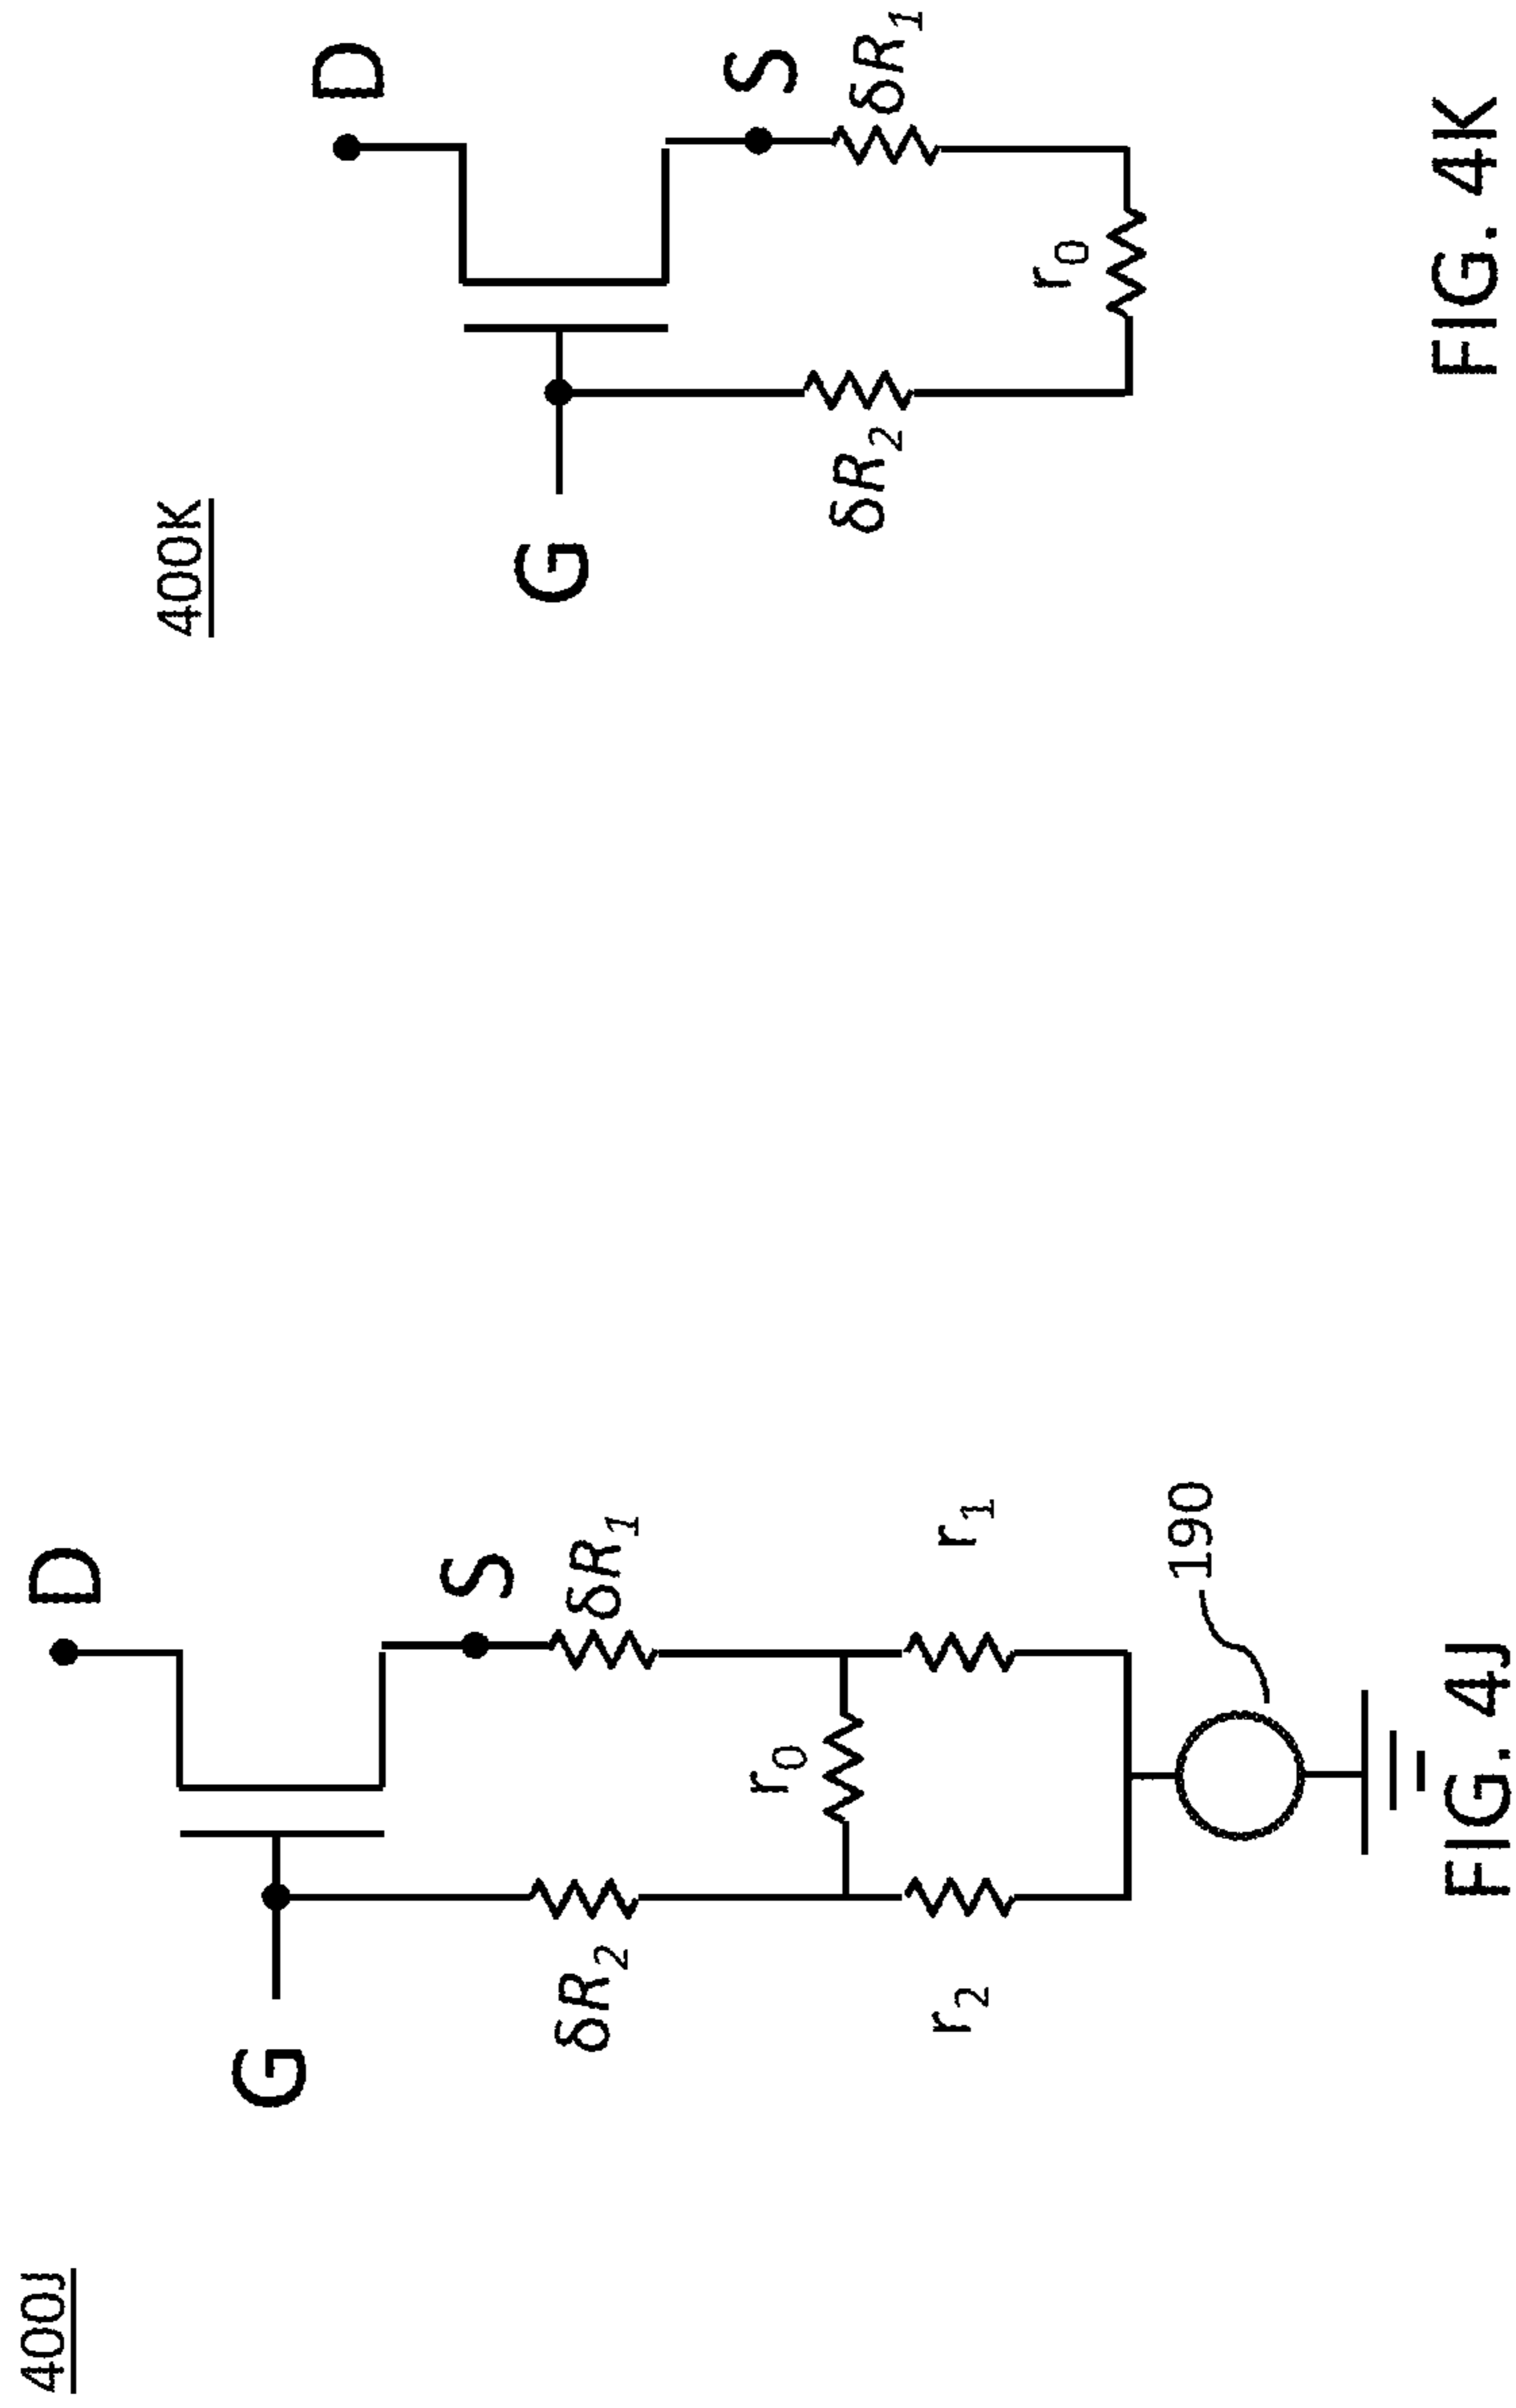 400J
D
G
S
δR1
δR2
r0
r1
r2
190
FIG. 4J
400K
D
G
S
δR1
δR2
r0
FIG. 4K